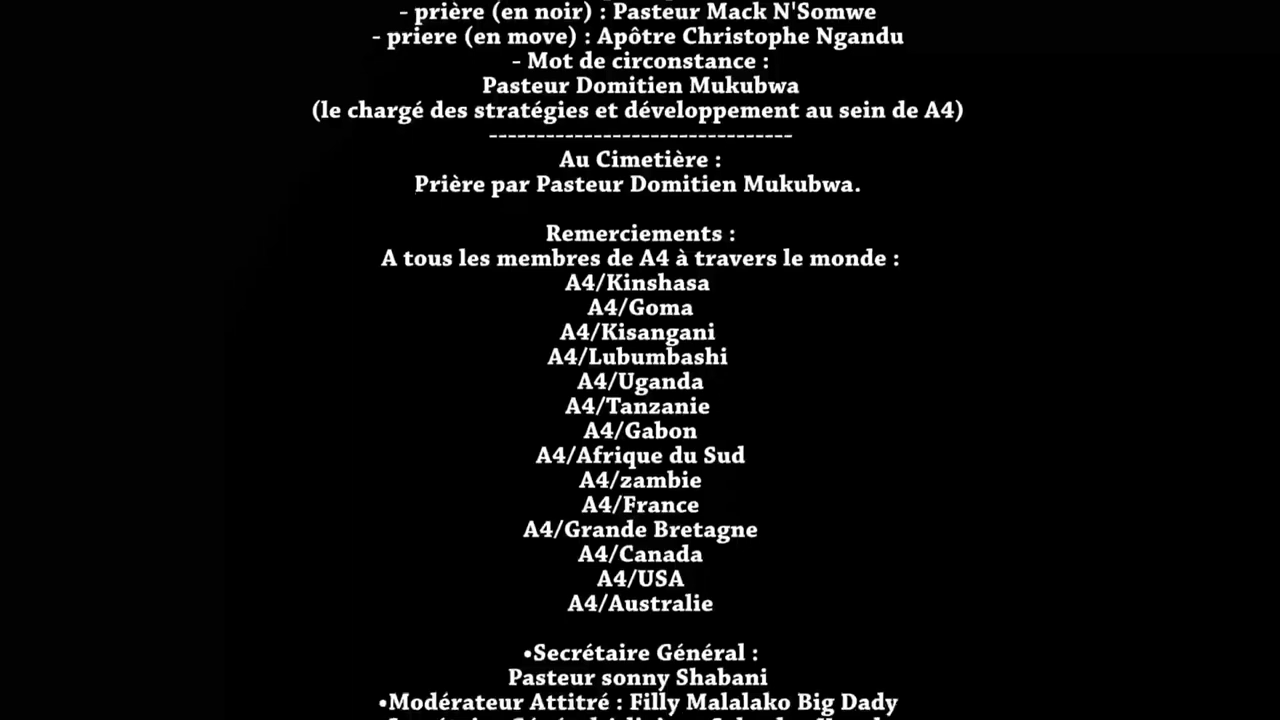 - prière (en noir) : Pasteur Mack N'Somwe
- priere (en move) : Apôtre Christophe Ngandu
- Mot de circonstance :
Pasteur Domitien Mukubwa
(le chargé des stratégies et développement au sein de A4)
--------------------------------
Au Cimetière :
Prière par Pasteur Domitien Mukubwa.
Remerciements :
A tous les membres de A4 à travers le monde :
A4/Kinshasa
A4/Goma
A4/Kisangani
A4/Lubumbashi
A4/Uganda
A4/Tanzanie
A4/Gabon
A4/Afrique du Sud
A4/zambie
A4/France
A4/Grande Bretagne
A4/Canada
A4/USA
A4/Australie
•Secrétaire Général :
Pasteur sonny Shabani
•Modérateur Attitré : Filly Malalako Big Dady